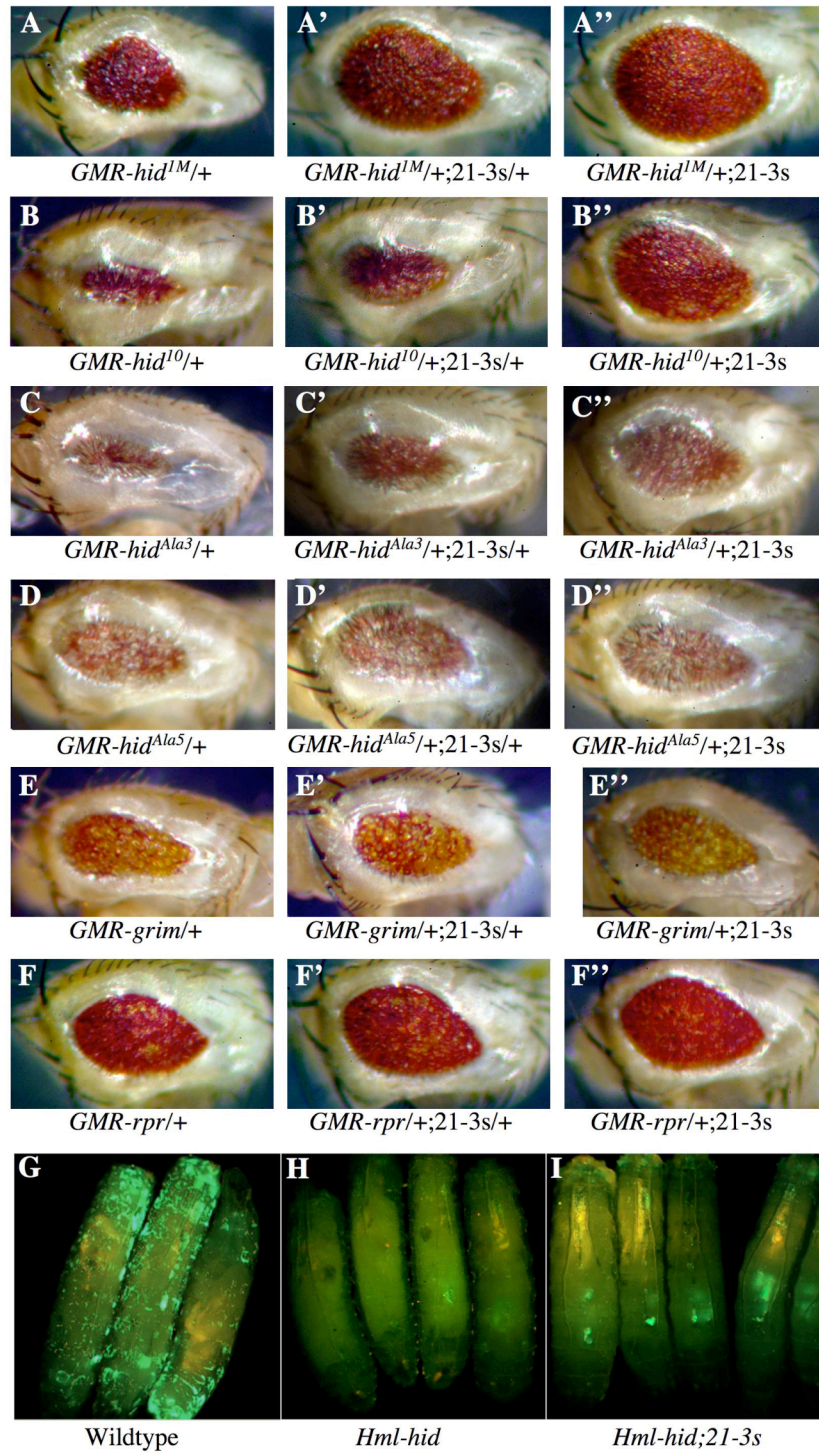 A A’ A’’
GMR-hid1M/+ GMR-hid1M/+;21-3s/+ GMR-hid1M/+;21-3s
B B’ B’’
GMR-hid10/+ GMR-hid10/+;21-3s/+ GMR-hid10/+;21-3s
C C’ C’’
GMR-hidAla3/+ GMR-hidAla3/+;21-3s/+ GMR-hidAla3/+;21-3s
D D’ D’’
GMR-hidAla5/+ GMR-hidAla5/+;21-3s/+ GMR-hidAla5/+;21-3s
E E’ E’’
GMR-grim/+ GMR-grim/+;21-3s/+ GMR-grim/+;21-3s
F F’ F’’
GMR-rpr/+ GMR-rpr/+;21-3s/+ GMR-rpr/+;21-3s
G H I
Wildtype Hml-hid Hml-hid;21-3s